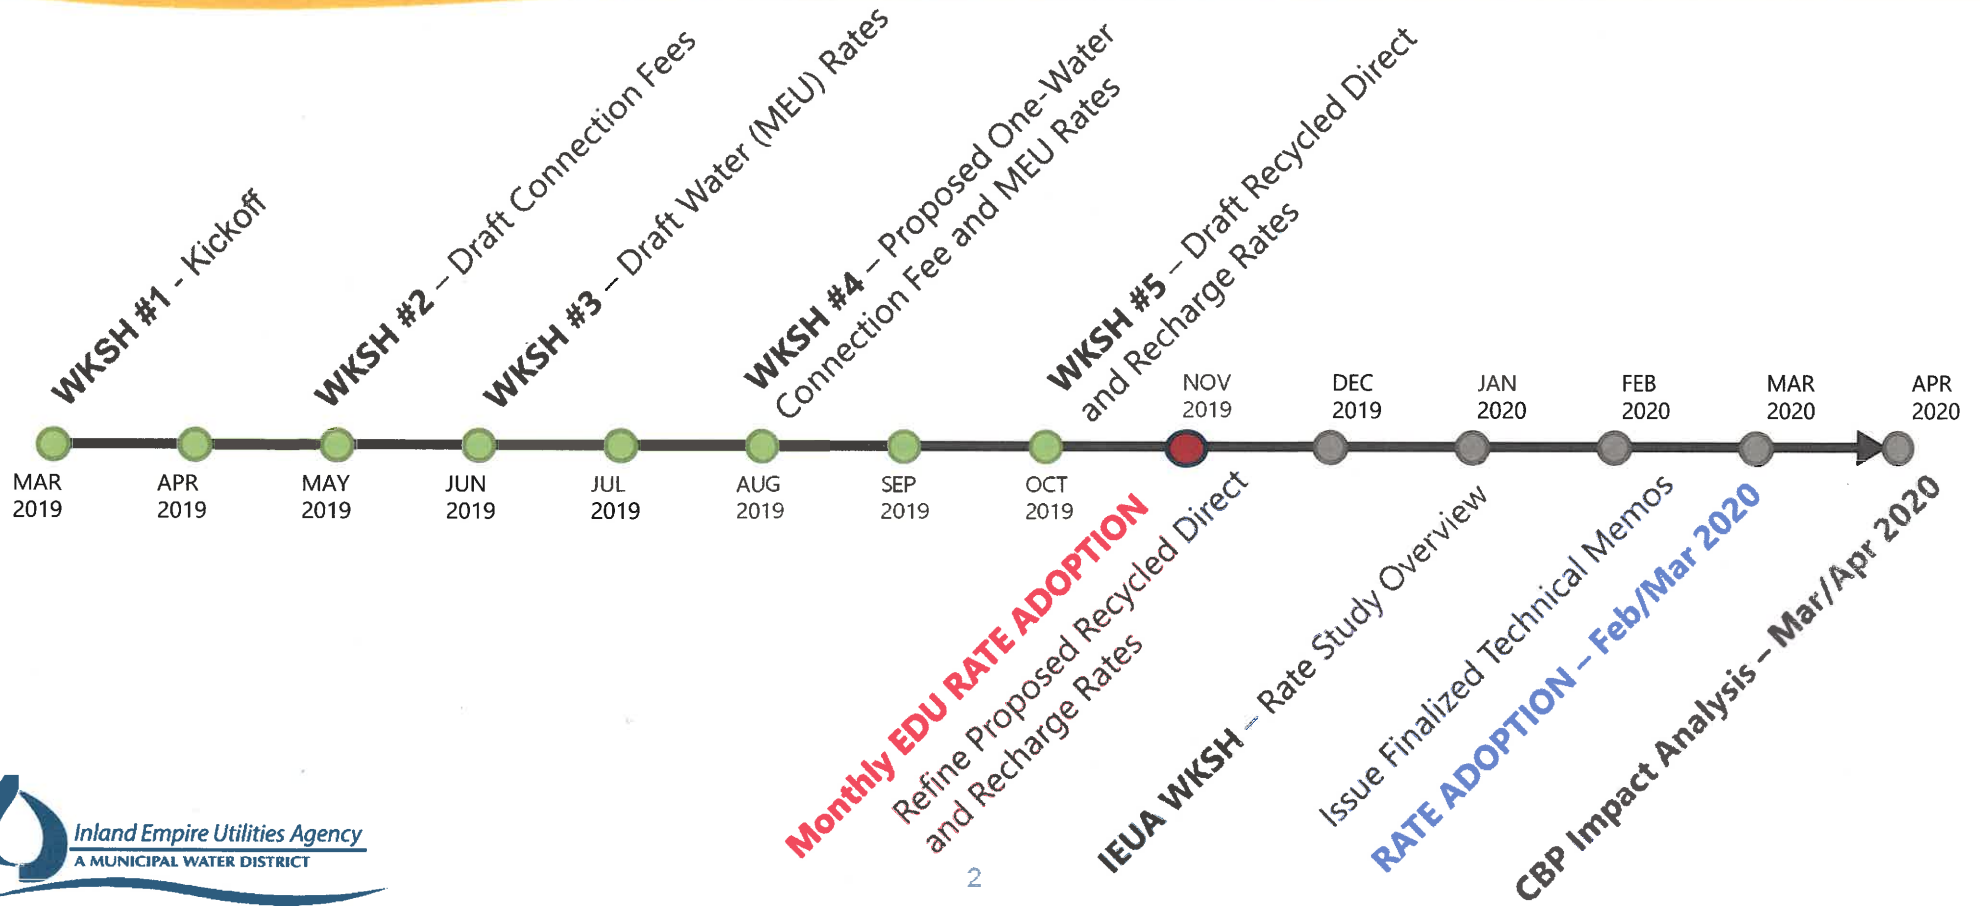 WKSH #1 - Kickoff
WKSH #2 – Draft Connection Fees
WKSH #3 – Draft Water (MEU) Rates
WKSH #4 – Proposed One-Water
Connection Fee and MEU Rates
WKSH #5 – Draft Recycled Direct
and Recharge Rates
NOV
2019
DEC
2019
JAN
2020
FEB
2020
MAR
2020
APR
2020
MAR
2019
APR
2019
MAY
2019
JUN
2019
JUL
2019
AUG
2019
SEP
2019
OCT
2019
Monthly EDU RATE ADOPTION
Refine Proposed Recycled Direct
and Recharge Rates
IEUA WKSH – Rate Study Overview
Issue Finalized Technical Memos
RATE ADOPTION – Feb/Mar 2020
CBP Impact Analysis – Mar/Apr 2020
Inland Empire Utilities Agency
A MUNICIPAL WATER DISTRICT
2